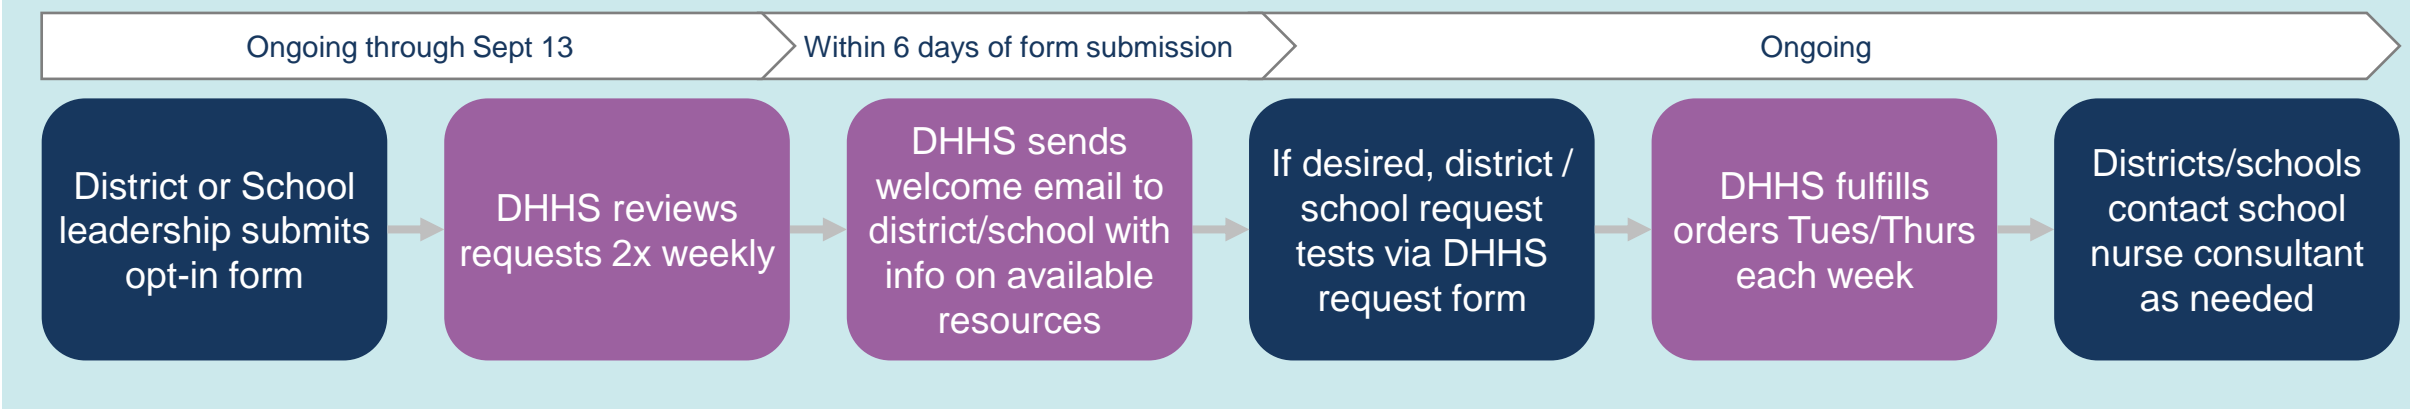 Ongoing through Sept 13
Within 6 days of form submission
Ongoing
District or School
leadership submits
opt-in form
DHHS reviews
requests 2x weekly
DHHS sends
welcome email to
district/school with
info on available
resources
If desired, district /
school request
tests via DHHS
request form
DHHS fulfills
orders Tues/Thurs
each week
Districts/schools
contact school
nurse consultant
as needed